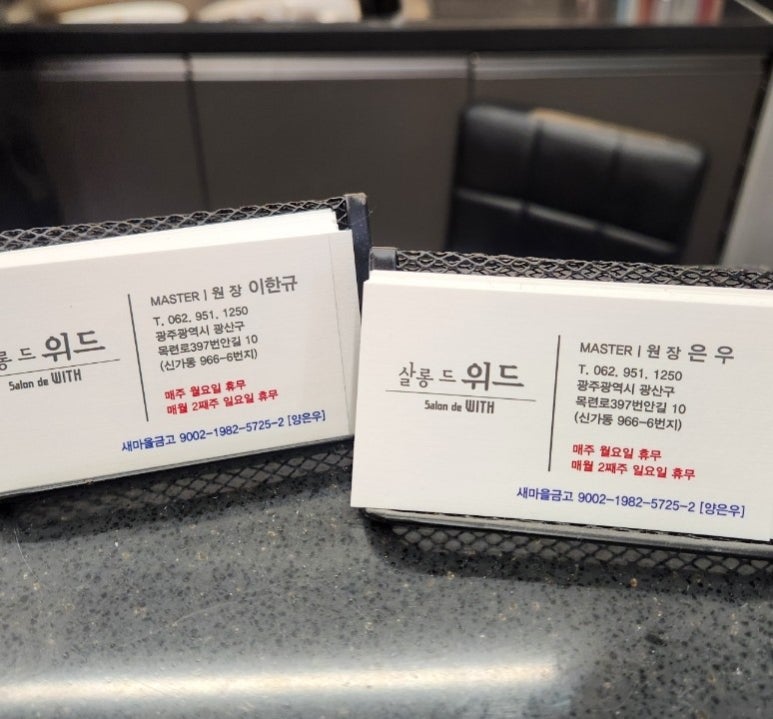 롱 드 위드
Salon de WITH
MASTER | 원 장 이한규
T. 062. 951. 1250
광주광역시 광산구
목련로397번안길 10
(신가동 966-6번지)
매주 월요일 휴무
매월 2째주 일요일 휴무
새마을금고 9002-1982-5725-2 [양은우]
살롱 드 위드
Salon de WITH
MASTER | 원 장 은 우
T. 062. 951. 1250
광주광역시 광산구
목련로397번안길 10
(신가동 966-6번지)
매주 월요일 휴무
매월 2째주 일요일 휴무
새마을금고 9002-1982-5725-2 [양은우]